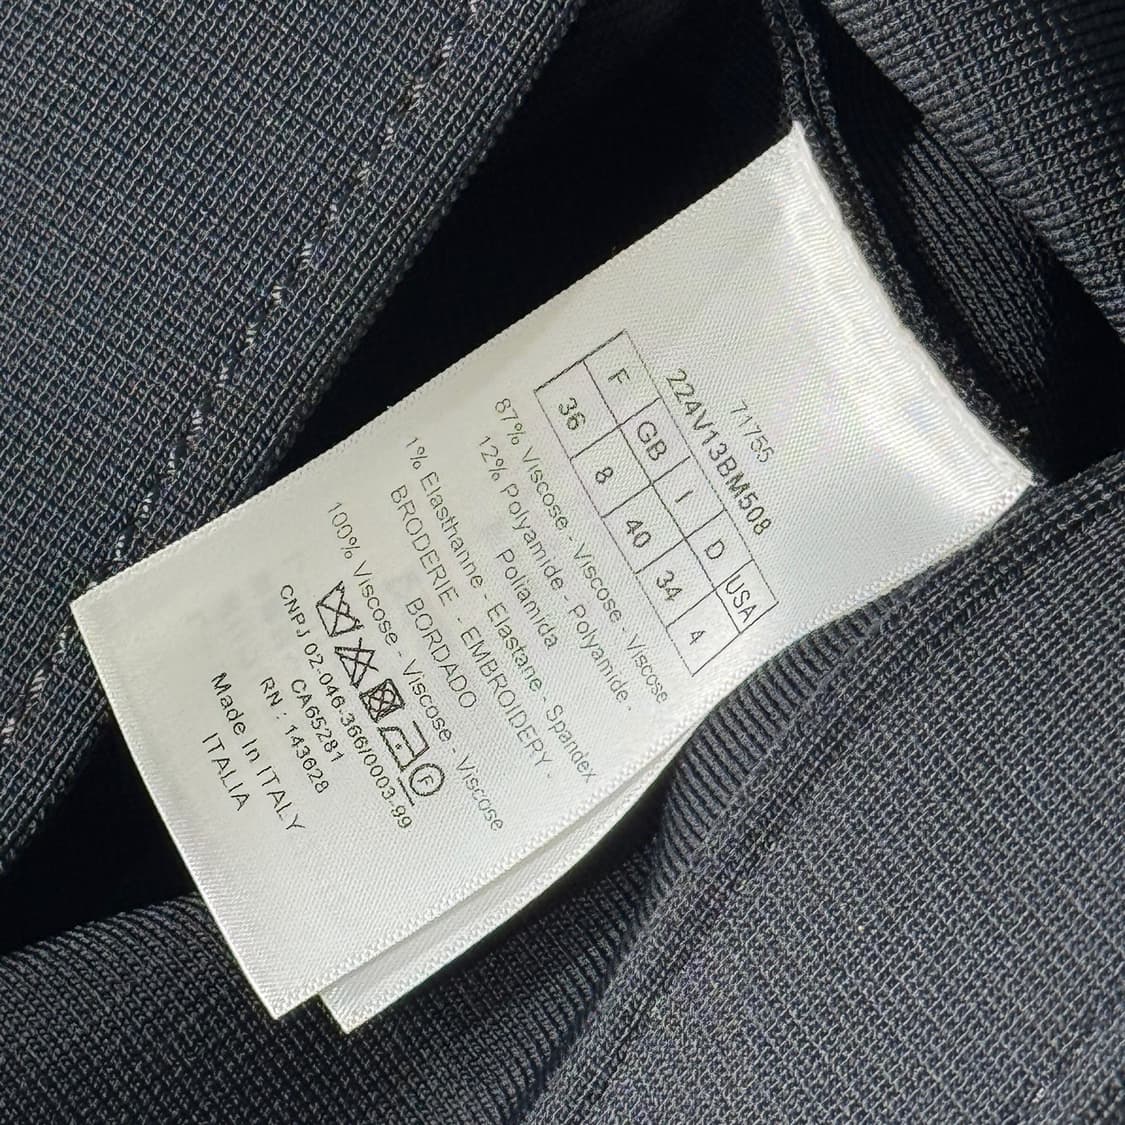 71755
224V13BM508
F GB I D USA
36 8 40 34 4
87% Viscose - Viscose - Viscose
12% Polyamide - Polyamide -
Poliamida
1% Elasthanne - Elastane - Spandex
BRODERIE - EMBROIDERY -
BORDADO
100% Viscose - Viscose - Viscose
F
CNPJ 02.046.366/0003-99
CA65281
RN : 143628
Made In ITALY
ITALIA